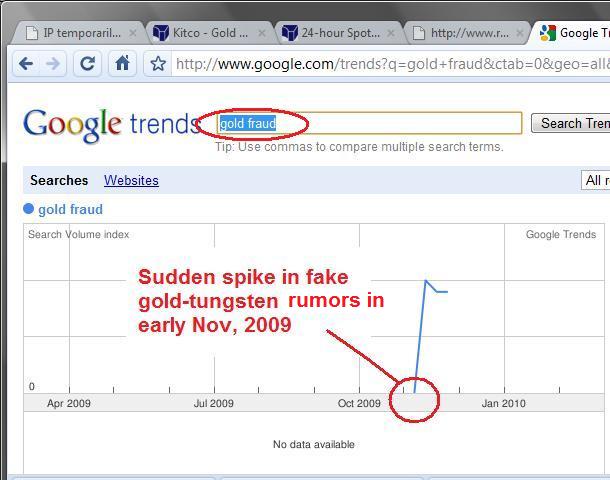 IP temporaril...
Kitco - Gold ...
24-hour Spot...
http://www.r...
Google Tr
http://www.google.com/trends?q=gold+fraud&ctab=0&geo=all&
Google trends
gold fraud
Search Tren
Tip: Use commas to compare multiple search terms.
Searches Websites
All r
gold fraud
Search Volume index
Google Trends
Sudden spike in fake
gold-tungsten rumors in
early Nov, 2009
0
Apr 2009
Jul 2009
Oct 2009
Jan 2010
No data available